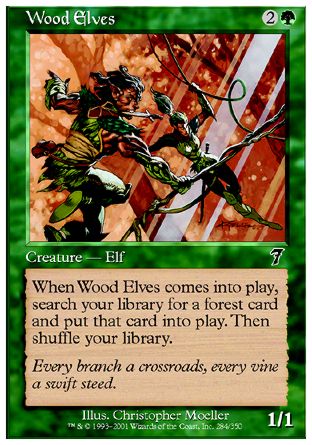 Wood Elves 2
Creature — Elf 7
When Wood Elves comes into play,
search your library for a forest card
and put that card into play. Then
shuffle your library.
Every branch a crossroads, every vine
a swift steed.
1/1
Illus. Christopher Moeller
™ & © 1993–2001 Wizards of the Coast, Inc. 284/350